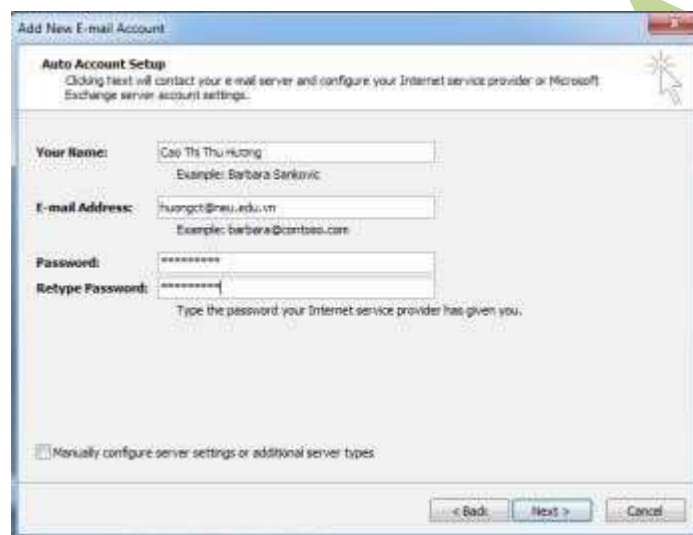 Add New E-mail Account
Auto Account Setup
Clicking Next will contact your e-mail server and configure your Internet service provider or Microsoft
Exchange server account settings.
Your Name:
Cao Thi Thu Huong
Example: Barbara Sankovic
E-mail Address:
huongct@neu.edu.vn
Example: barbara@contoso.com
Password:
*********
Retype Password:
*********
Type the password your Internet service provider has given you.
Manually configure server settings or additional server types
< Back
Next >
Cancel